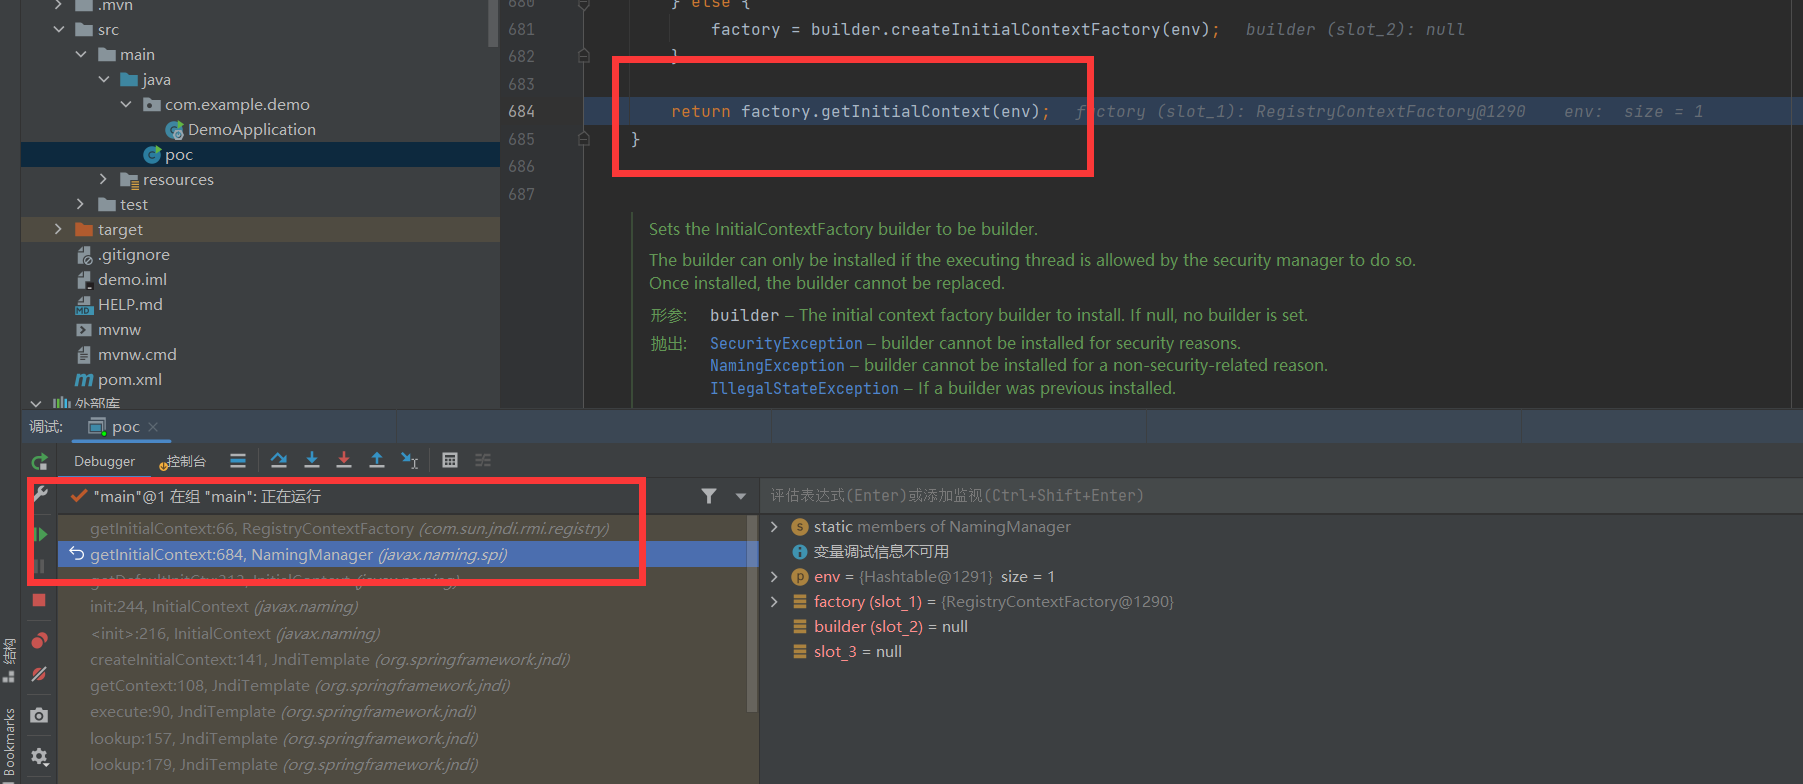 .mvn
src
main
java
com.example.demo
DemoApplication
poc
resources
test
target
.gitignore
demo.iml
HELP.md
mvnw
mvnw.cmd
pom.xml
外部库
680 } else {
681 factory = builder.createInitialContextFactory(env); builder (slot_2): null
682 }
683
684 return factory.getInitialContext(env); factory (slot_1): RegistryContextFactory@1290 env: size = 1
685 }
686
687
Sets the InitialContextFactory builder to be builder.
The builder can only be installed if the executing thread is allowed by the security manager to do so.
Once installed, the builder cannot be replaced.
形参: builder – The initial context factory builder to install. If null, no builder is set.
抛出: SecurityException – builder cannot be installed for security reasons.
NamingException – builder cannot be installed for a non-security-related reason.
IllegalStateException – If a builder was previous installed.
调试: poc
Debugger 控制台
"main"@1 在组 "main": 正在运行
getInitialContext:66, RegistryContextFactory (com.sun.jndi.rmi.registry)
getInitialContext:684, NamingManager (javax.naming.spi)
getDefaultInitCtx:313, InitialContext (javax.naming)
init:244, InitialContext (javax.naming)
<init>:216, InitialContext (javax.naming)
createInitialContext:141, JndiTemplate (org.springframework.jndi)
getContext:108, JndiTemplate (org.springframework.jndi)
execute:90, JndiTemplate (org.springframework.jndi)
lookup:157, JndiTemplate (org.springframework.jndi)
lookup:179, JndiTemplate (org.springframework.jndi)
评估表达式(Enter)或添加监视(Ctrl+Shift+Enter)
static members of NamingManager
变量调试信息不可用
env = {Hashtable@1291} size = 1
factory (slot_1) = {RegistryContextFactory@1290}
builder (slot_2) = null
slot_3 = null
结构
Bookmarks